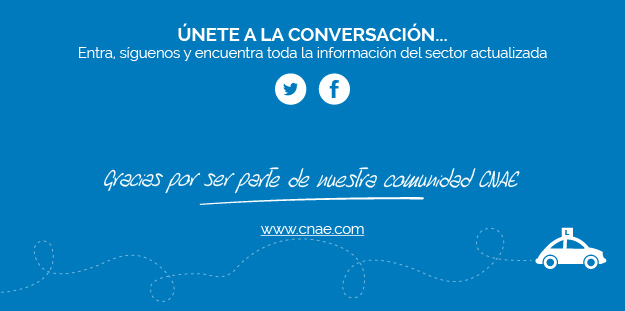 ÚNETE A LA CONVERSACIÓN...
Entra, síguenos y encuentra toda la información del sector actualizada
Gracias por ser parte de nuestra comunidad CNAE
www.cnae.com
L